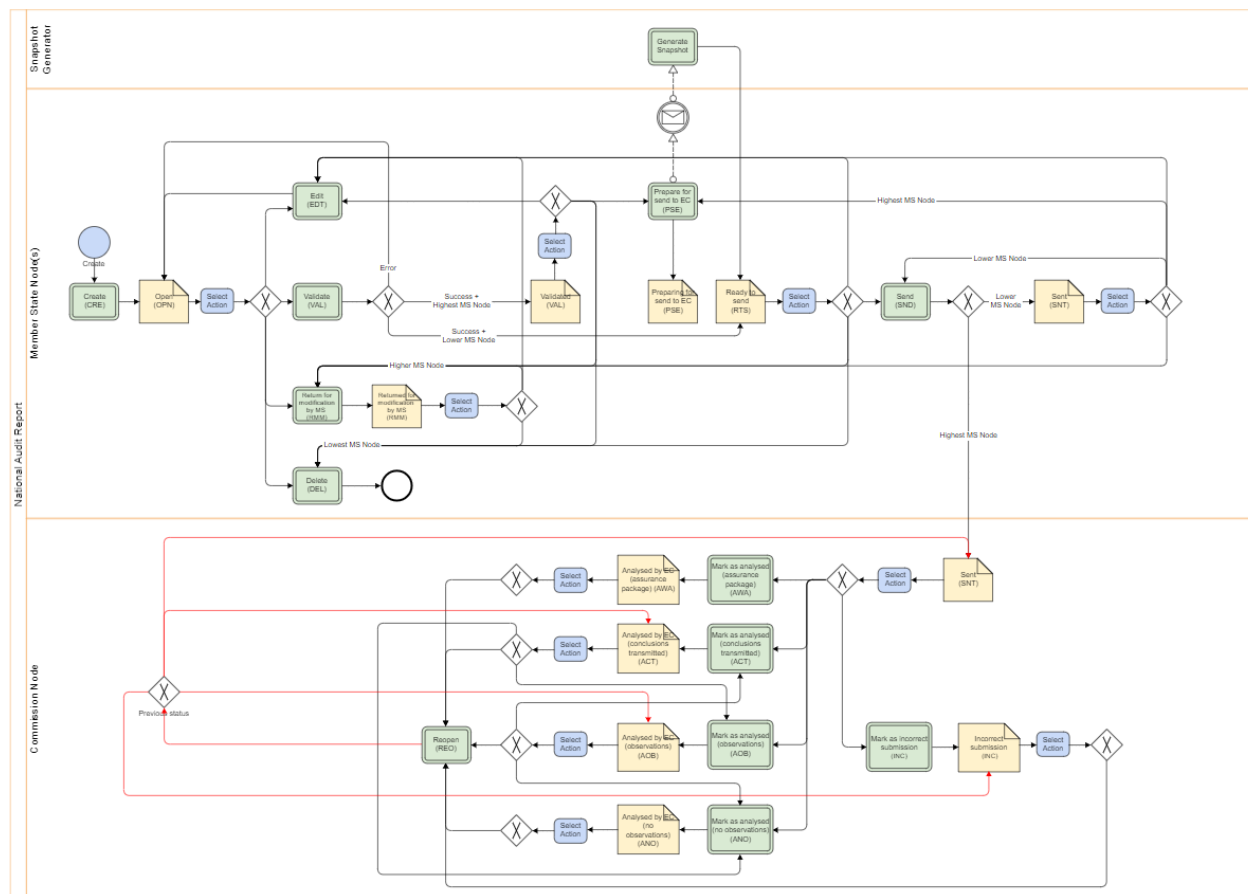 National Audit Report
Snapshot
Generator
Generate
Snapshot
Member State Node(s)
Create
Create
(CRE)
Open
(OPN)
Select
Action
Edit
(EDT)
Validate
(VAL)
Error
Success +
Highest MS Node
Success +
Lower MS Node
Select
Action
Validated
(VAL)
Prepare for
send to EC
(PSE)
Preparing for
send to EC
(PSE)
Ready to
send
(RTS)
Select
Action
Send
(SND)
Highest MS Node
Lower MS Node
Lower
MS Node
Sent
(SNT)
Select
Action
Higher MS Node
Return for
modification
by MS
(RMM)
Returned for
modification
by MS
(RMM)
Select
Action
Lowest MS Node
Delete
(DEL)
Highest MS Node
Commission Node
Analysed by EC
(assurance
package) (AWA)
Mark as analysed
(assurance
package)
(AWA)
Select
Action
Select
Action
Sent
(SNT)
Select
Action
Analysed by EC
(conclusions
transmitted)
(ACT)
Mark as analysed
(conclusions
transmitted)
(ACT)
Previous status
Reopen
(REO)
Select
Action
Analysed by EC
(observations)
(AOB)
Mark as analysed
(observations)
(AOB)
Mark as incorrect
submission
(INC)
Incorrect
submission
(INC)
Select
Action
Select
Action
Analysed by EC
(no
observations)
(ANO)
Mark as analysed
(no observations)
(ANO)